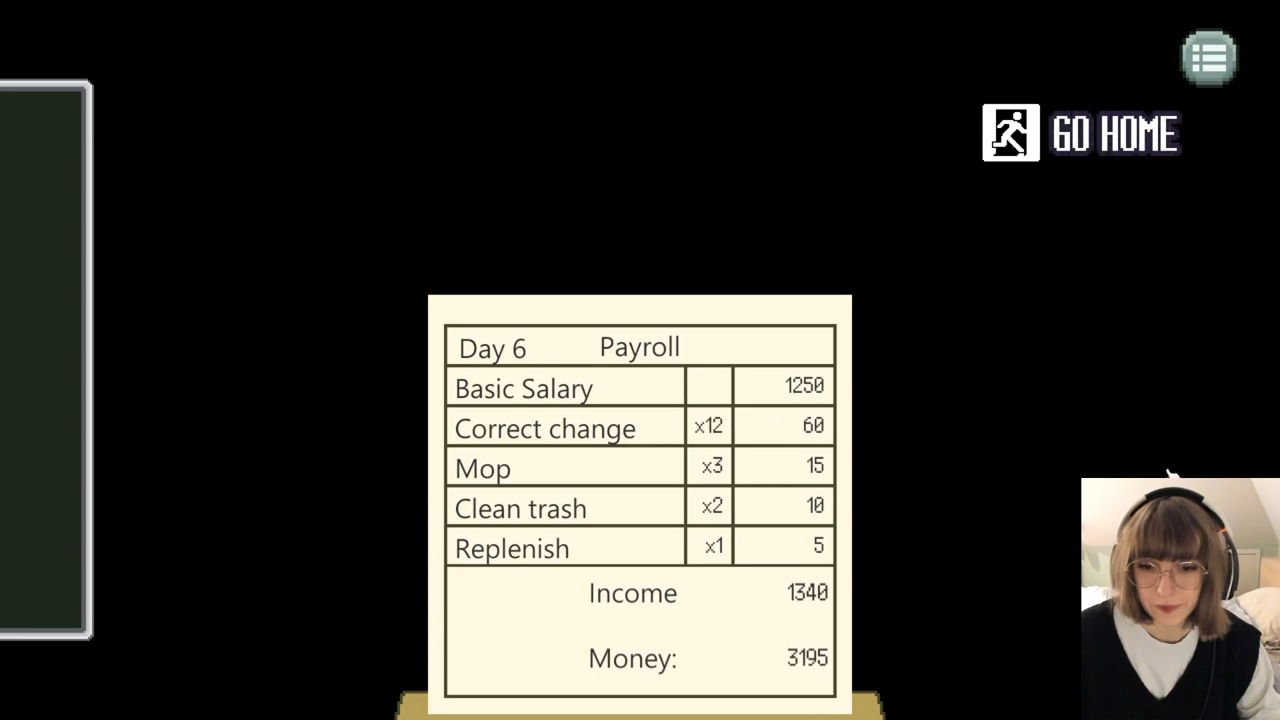 GO HOME
Day 6 Payroll
Basic Salary 1250
Correct change x12 60
Mop x3 15
Clean trash x2 10
Replenish x1 5
Income 1340
Money: 3195